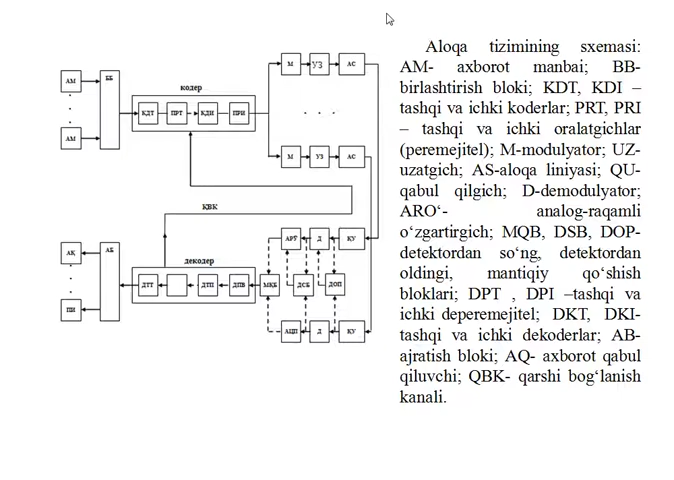 М УЗ АС
АМ
ББ
кодер
КДТ ПРТ КДИ ПРИ
АМ
М УЗ АС
КВК
АҚ
АБ
АРЎ Д КУ
декодер
ДТТ ДТП ДПВ МҚБ ДСБ ДОП
ПИ
АЦП Д КУ
Aloqa tizimining sxemasi:
AM- axborot manbai; BB-
birlashtirish bloki; KDT, KDI –
tashqi va ichki koderlar; PRT, PRI
– tashqi va ichki oralatgichlar
(peremejitel); M-modulyator; UZ-
uzatgich; AS-aloqa liniyasi; QU-
qabul qilgich; D-demodulyator;
ARO‘- analog-raqamli
o‘zgartirgich; MQB, DSB, DOP-
detektordan so‘ng, detektordan
oldingi, mantiqiy qo‘shish
bloklari; DPT , DPI –tashqi va
ichki deperemejitel; DKT, DKI-
tashqi va ichki dekoderlar; AB-
ajratish bloki; AQ- axborot qabul
qiluvchi; QBK- qarshi bog‘lanish
kanali.